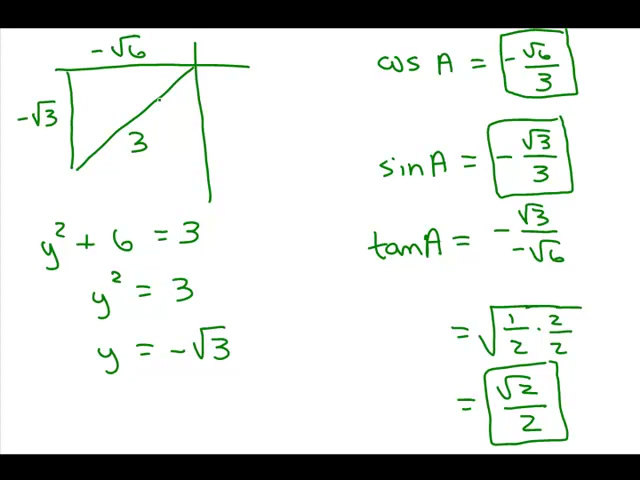 -√6
-√3
3
y² + 6 = 3
y² = 3
y = -√3
cos A = -√6/3
sin A = -√3/3
tan A = -√3/-√6
= √(1/2 · 2/2)
= √2/2